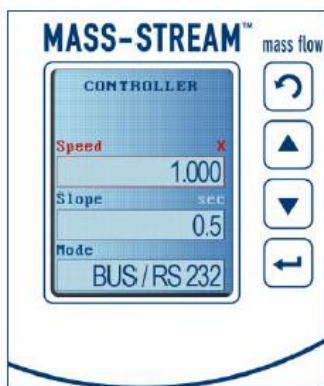 MASS-STREAM™ mass flow
CONTROLLER
Speed X
1.000
Slope sec
0.5
Mode
BUS / RS 232